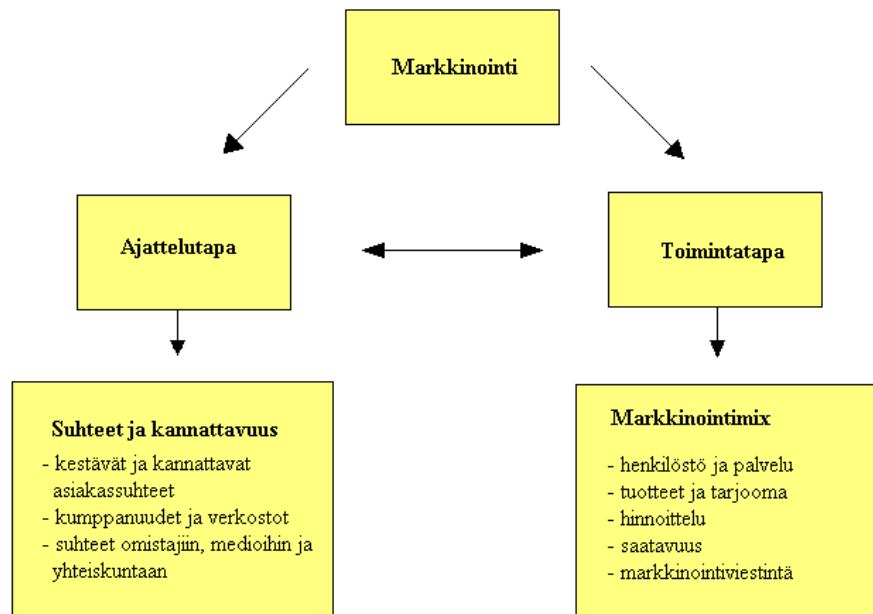 Markkinointi
Ajattelutapa
Toimintatapa
Suhteet ja kannattavuus
- kestävät ja kannattavat
asiakassuhteet
- kumppanuudet ja verkostot
- suhteet omistajiin, medioihin ja
yhteiskuntaan
Markkinointimix
- henkilöstö ja palvelu
- tuotteet ja tarjooma
- hinnoittelu
- saatavuus
- markkinointiviestintä